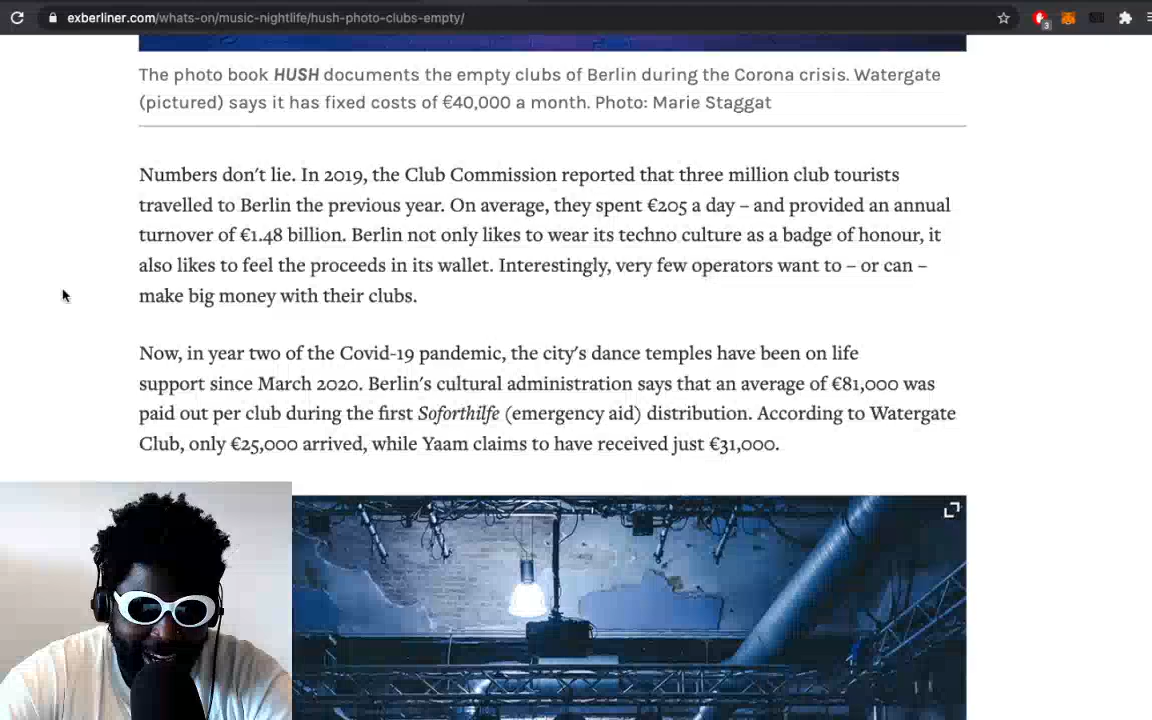 exberliner.com/whats-on/music-nightlife/hush-photo-clubs-empty/
3
The photo book HUSH documents the empty clubs of Berlin during the Corona crisis. Watergate
(pictured) says it has fixed costs of €40,000 a month. Photo: Marie Staggat
Numbers don't lie. In 2019, the Club Commission reported that three million club tourists
travelled to Berlin the previous year. On average, they spent €205 a day – and provided an annual
turnover of €1.48 billion. Berlin not only likes to wear its techno culture as a badge of honour, it
also likes to feel the proceeds in its wallet. Interestingly, very few operators want to – or can –
make big money with their clubs.
Now, in year two of the Covid-19 pandemic, the city's dance temples have been on life
support since March 2020. Berlin's cultural administration says that an average of €81,000 was
paid out per club during the first Soforthilfe (emergency aid) distribution. According to Watergate
Club, only €25,000 arrived, while Yaam claims to have received just €31,000.